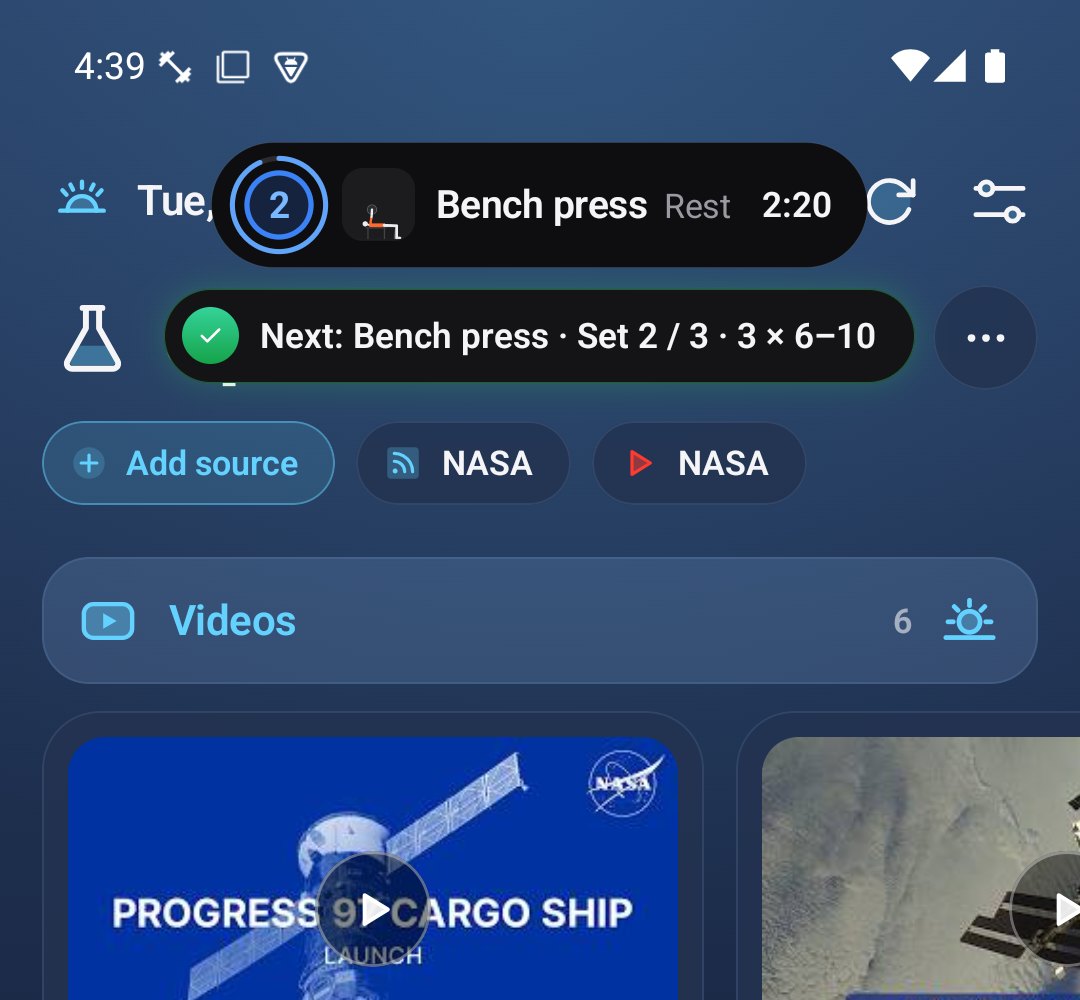 4:39
Tue,
2 Bench press Rest 2:20
Next: Bench press · Set 2 / 3 · 3 × 6–10
Add source NASA NASA
Videos 6
NASA
PROGRESS 9 CARGO SHIP
LAUNCH